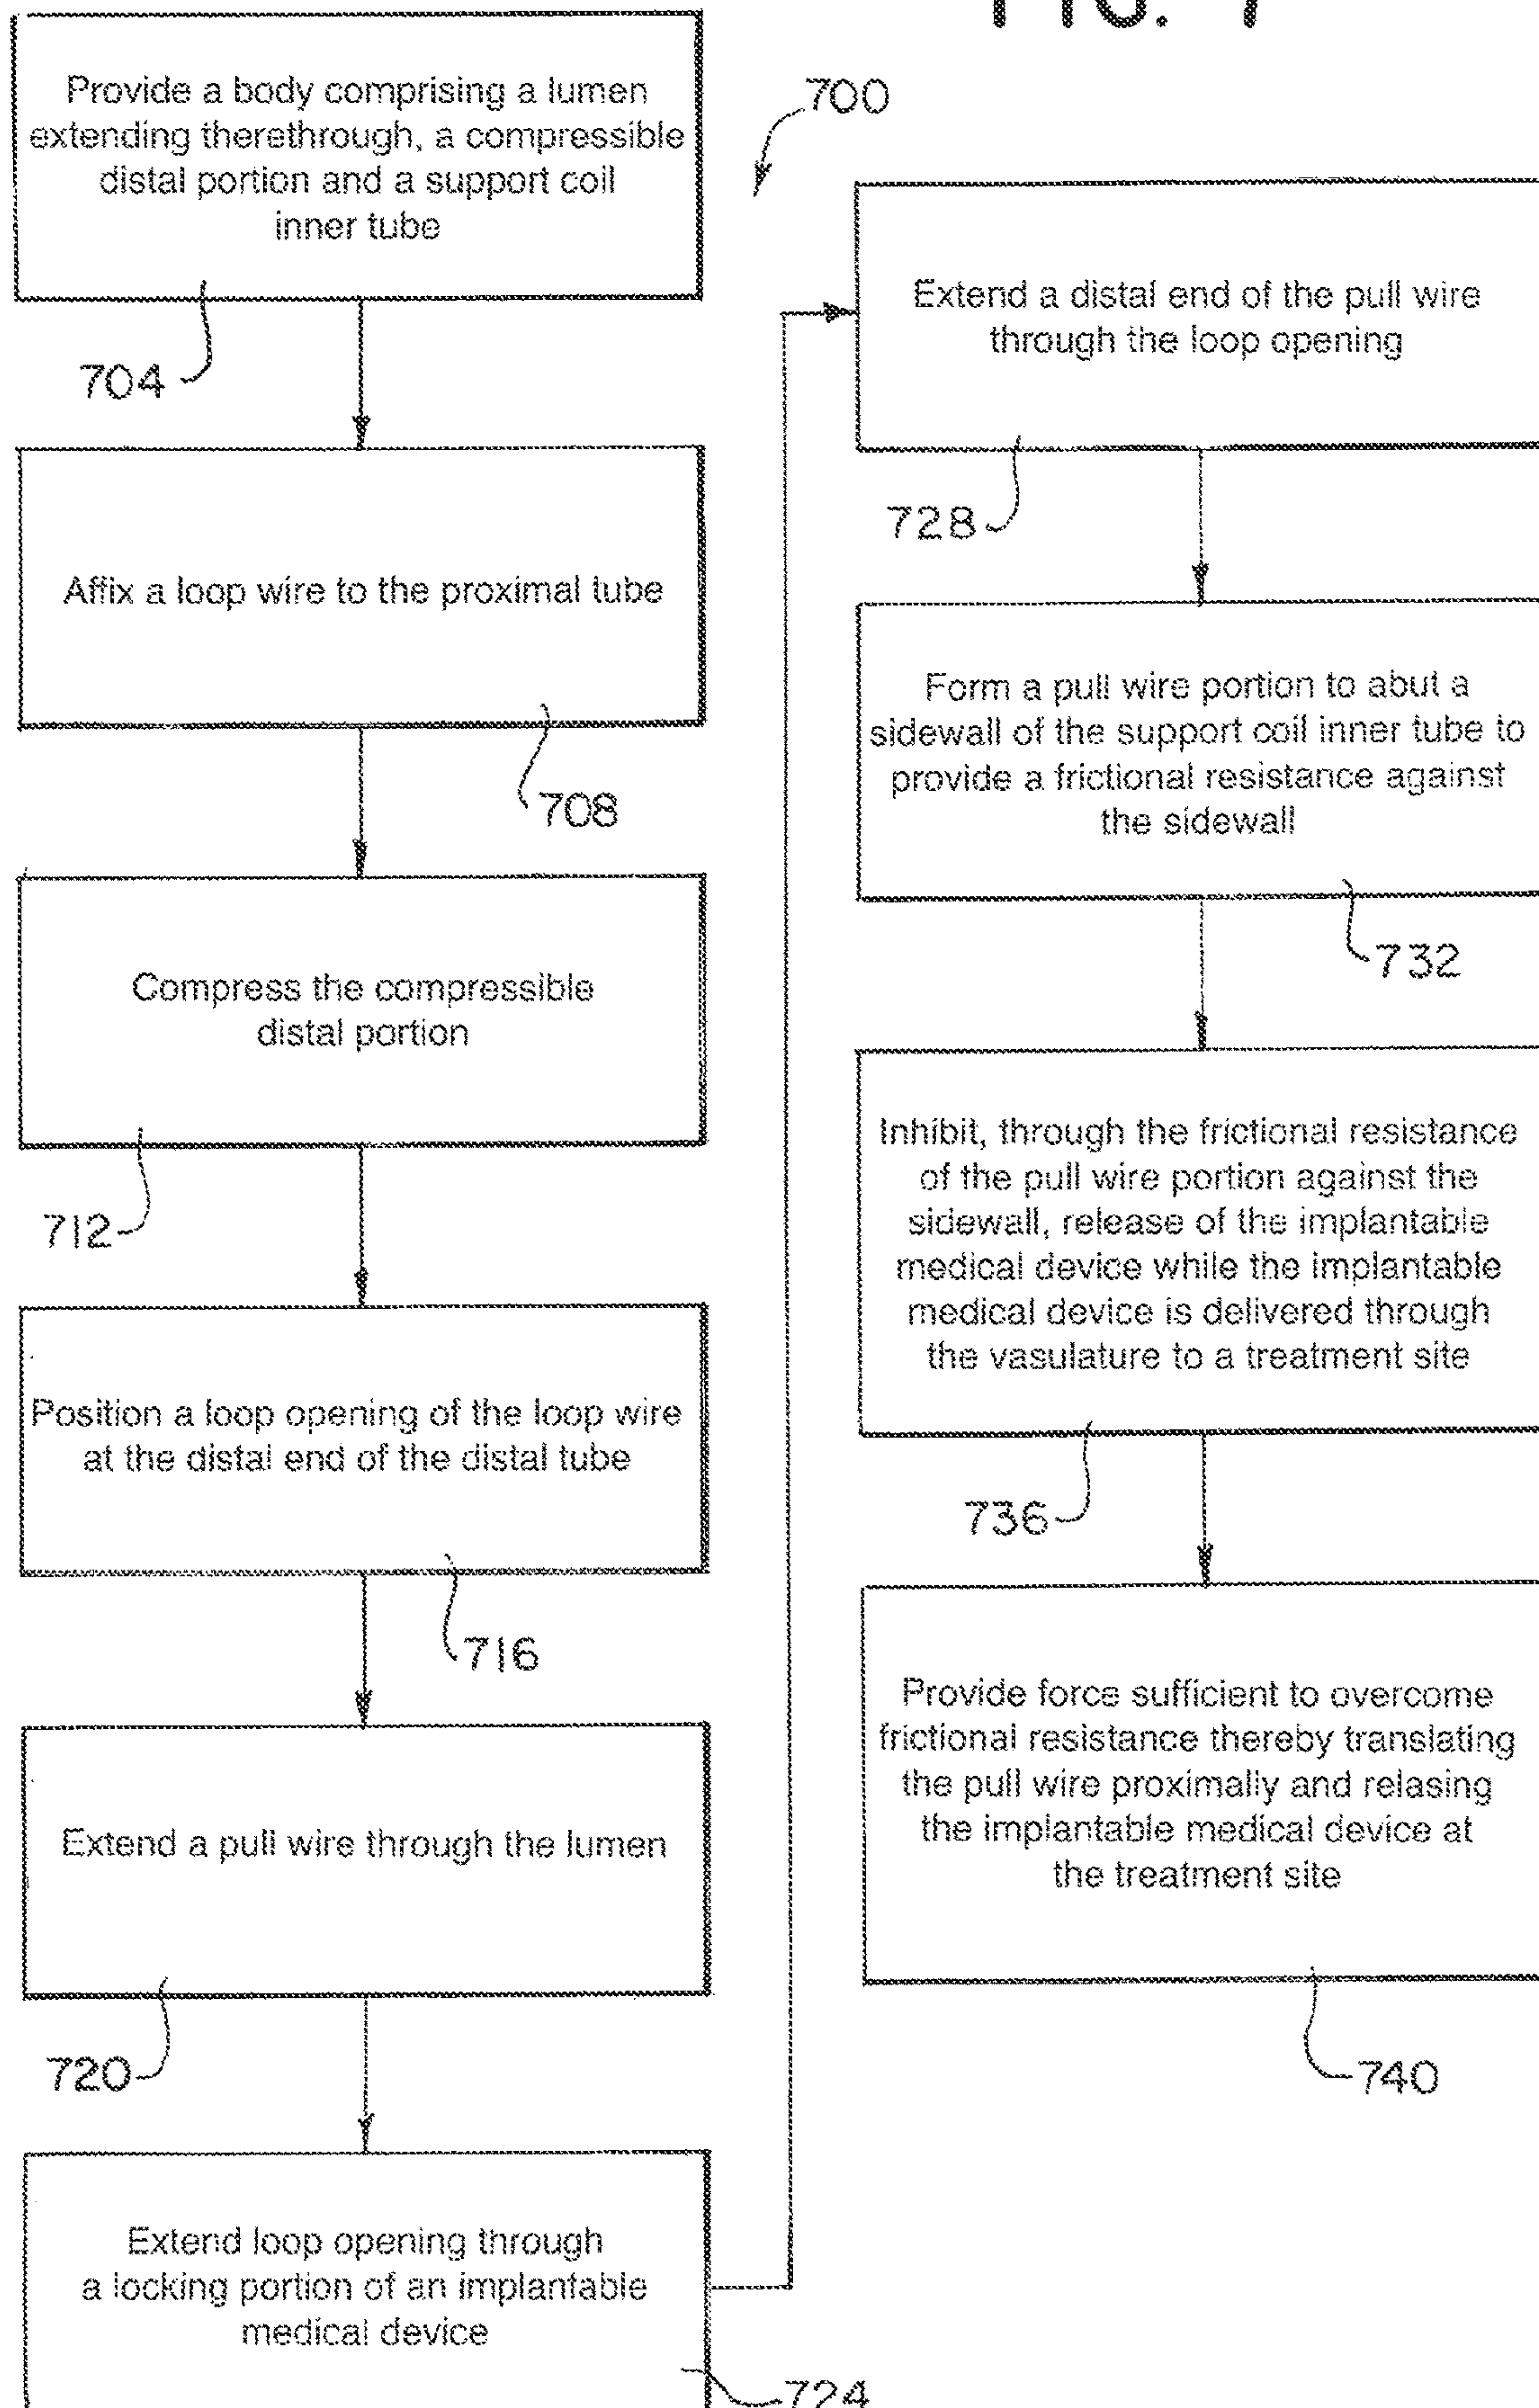 FIG. 7
700
Provide a body comprising a lumen
extending therethrough, a compressible
distal portion and a support coil
inner tube
704
Affix a loop wire to the proximal tube
708
Compress the compressible
distal portion
712
Position a loop opening of the loop wire
at the distal end of the distal tube
716
Extend a pull wire through the lumen
720
Extend loop opening through
a locking portion of an implantable
medical device
724
Extend a distal end of the pull wire
through the loop opening
728
Form a pull wire portion to abut a
sidewall of the support coil inner tube to
provide a frictional resistance against
the sidewall
732
Inhibit, through the frictional resistance
of the pull wire portion against the
sidewall, release of the implantable
medical device while the implantable
medical device is delivered through
the vasulature to a treatment site
736
Provide force sufficient to overcome
frictional resistance thereby translating
the pull wire proximally and relasing
the implantable medical device at
the treatment site
740